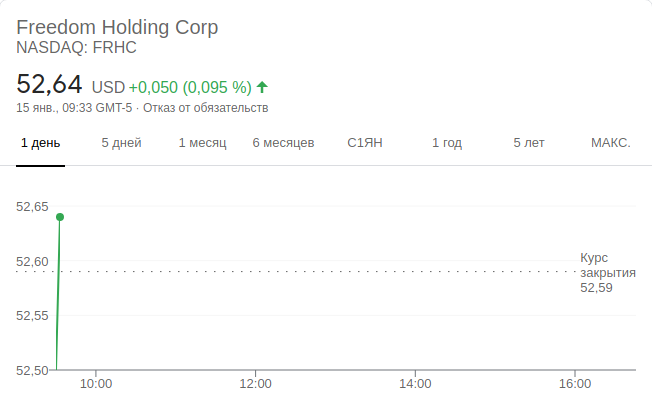 Freedom Holding Corp
NASDAQ: FRHC
52,64 USD +0,050 (0,095 %)
15 янв., 09:33 GMT-5 · Отказ от обязательств
1 день 5 дней 1 месяц 6 месяцев С1ЯН 1 год 5 лет МАКС.
52,65
52,60
Курс
закрытия
52,59
52,55
52,50
10:00 12:00 14:00 16:00